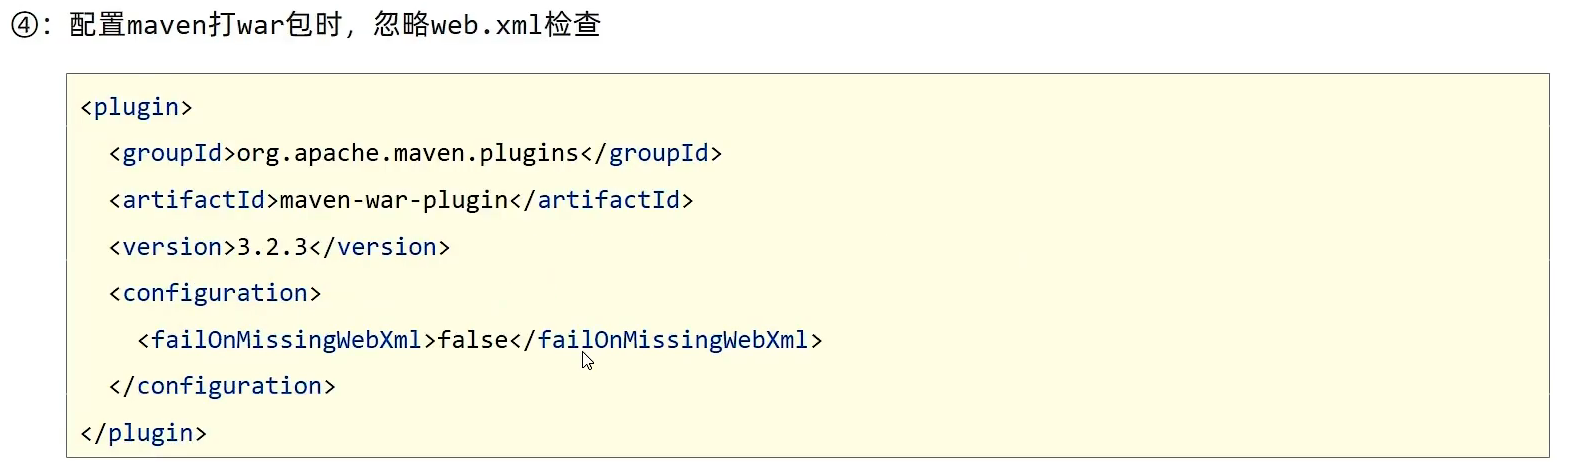 ④：配置maven打war包时，忽略web.xml检查
<plugin>
<groupId>org.apache.maven.plugins</groupId>
<artifactId>maven-war-plugin</artifactId>
<version>3.2.3</version>
<configuration>
<failOnMissingWebXml>false</failOnMissingWebXml>
</configuration>
</plugin>